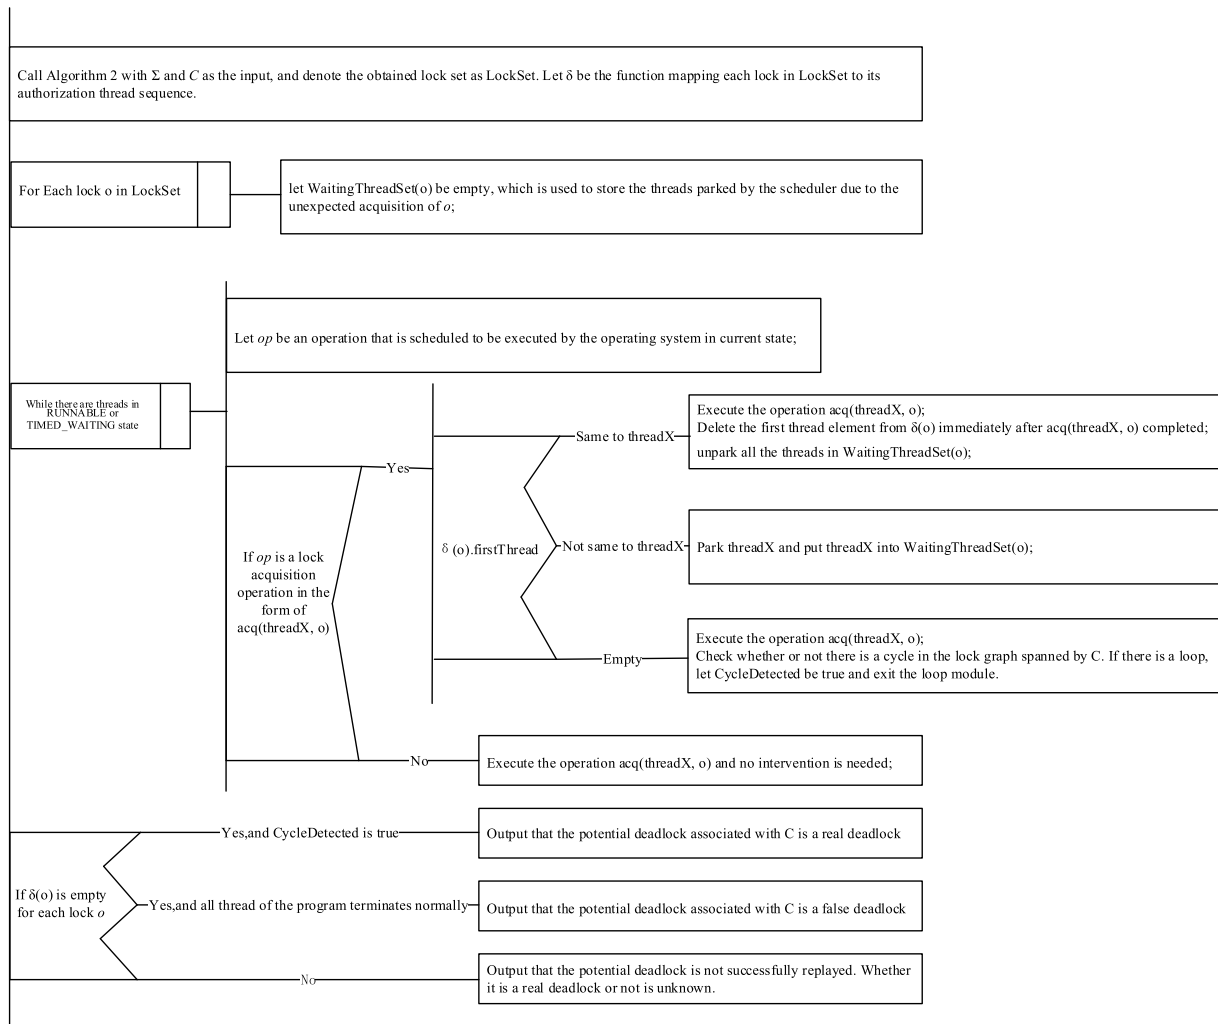 Call Algorithm 2 with Σ and C as the input, and denote the obtained lock set as LockSet. Let δ be the function mapping each lock in LockSet to its
authorization thread sequence.
For Each lock o in LockSet
let WaitingThreadSet(o) be empty, which is used to store the threads parked by the scheduler due to the
unexpected acquisition of o;
Let op be an operation that is scheduled to be executed by the operating system in current state;
While there are threads in
RUNNABLE or
TIMED_WAITING state
Same to threadX
Execute the operation acq(threadX, o);
Delete the first thread element from δ(o) immediately after acq(threadX, o) completed;
unpark all the threads in WaitingThreadSet(o);
Yes
If op is a lock
acquisition
operation in the
form of
acq(threadX, o)
δ (o).firstThread
Not same to threadX
Park threadX and put threadX into WaitingThreadSet(o);
Empty
Execute the operation acq(threadX, o);
Check whether or not there is a cycle in the lock graph spanned by C. If there is a loop,
let CycleDetected be true and exit the loop module.
No
Execute the operation acq(threadX, o) and no intervention is needed;
If δ(o) is empty
for each lock o
Yes,and CycleDetected is true
Output that the potential deadlock associated with C is a real deadlock
Yes,and all thread of the program terminates normally
Output that the potential deadlock associated with C is a false deadlock
No
Output that the potential deadlock is not successfully replayed. Whether
it is a real deadlock or not is unknown.